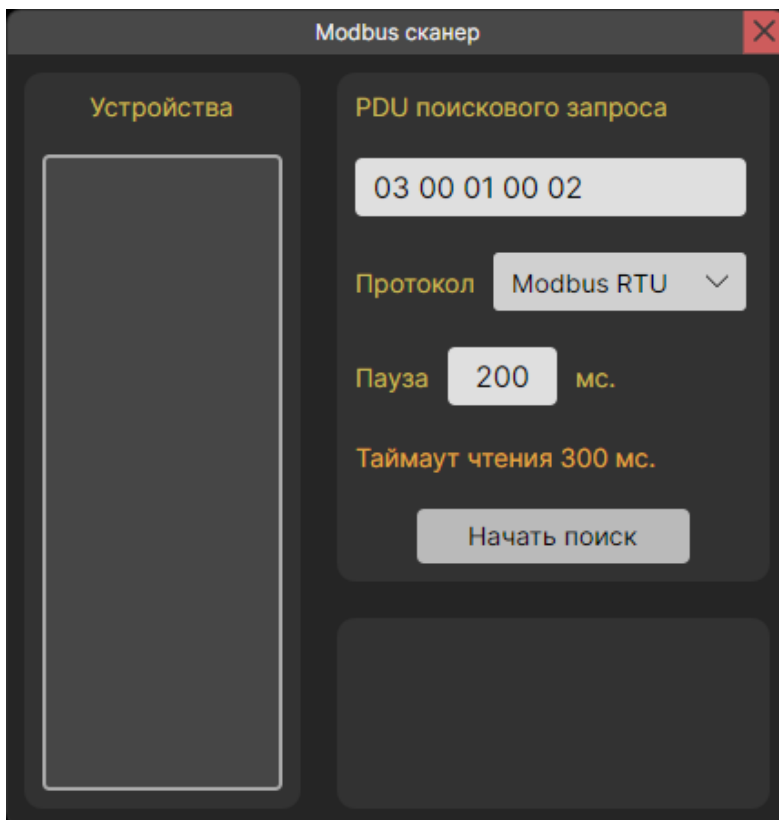 Modbus сканер
Устройства
PDU поискового запроса
03 00 01 00 02
Протокол Modbus RTU
Пауза 200 мс.
Таймаут чтения 300 мс.
Начать поиск